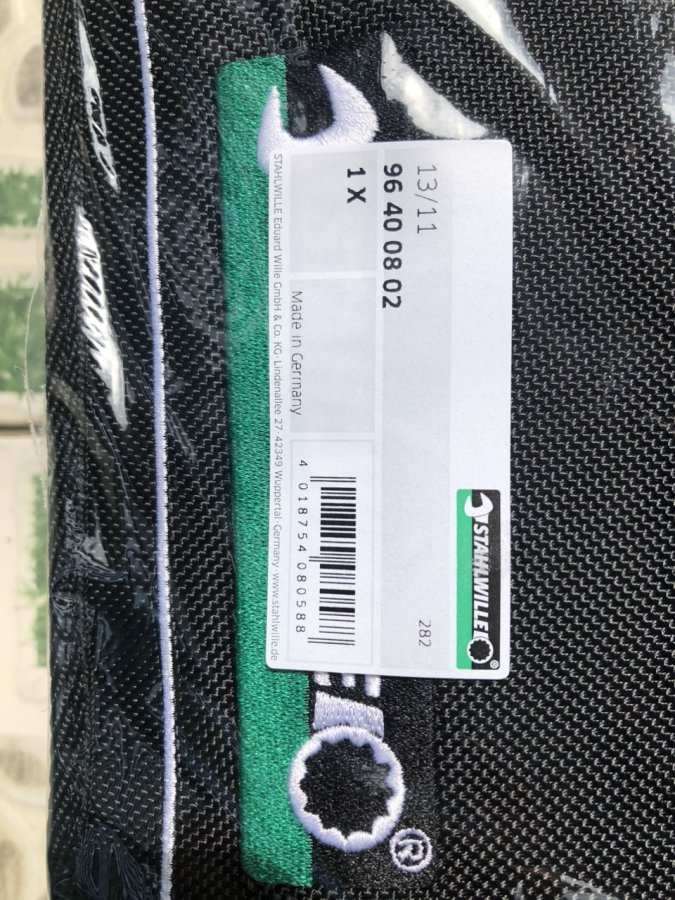 STAHLWILLE®
13/11
282
96 40 08 02
1 X
Made in Germany
4 018754 080588
STAHLWILLE Eduard Wille GmbH & Co. KG · Lindenallee 27 · 42349 Wuppertal · Germany · www.stahlwille.de
E
®